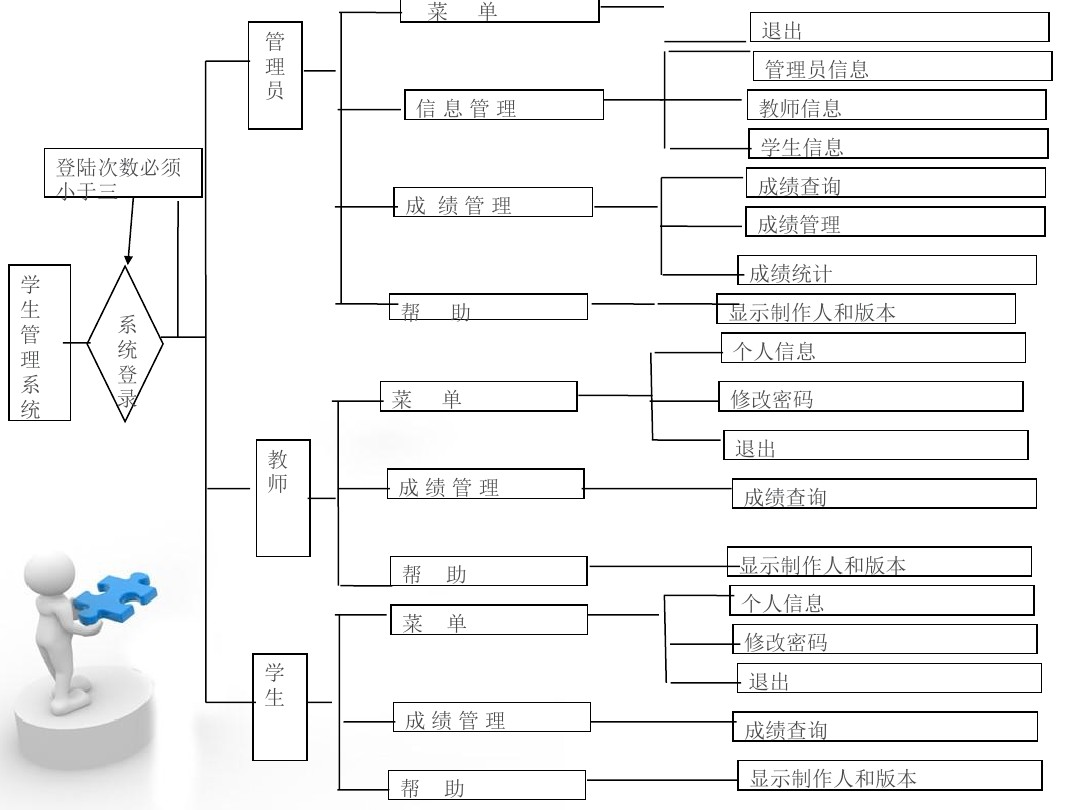 学生管理系统
登陆次数必须
小于三
系统登录
管理员
菜 单
退出
信 息 管 理
管理员信息
教师信息
学生信息
成 绩 管 理
成绩查询
成绩管理
成绩统计
帮 助
显示制作人和版本
教师
菜 单
个人信息
修改密码
退出
成 绩 管 理
成绩查询
帮 助
显示制作人和版本
学生
菜 单
个人信息
修改密码
退出
成 绩 管 理
成绩查询
帮 助
显示制作人和版本